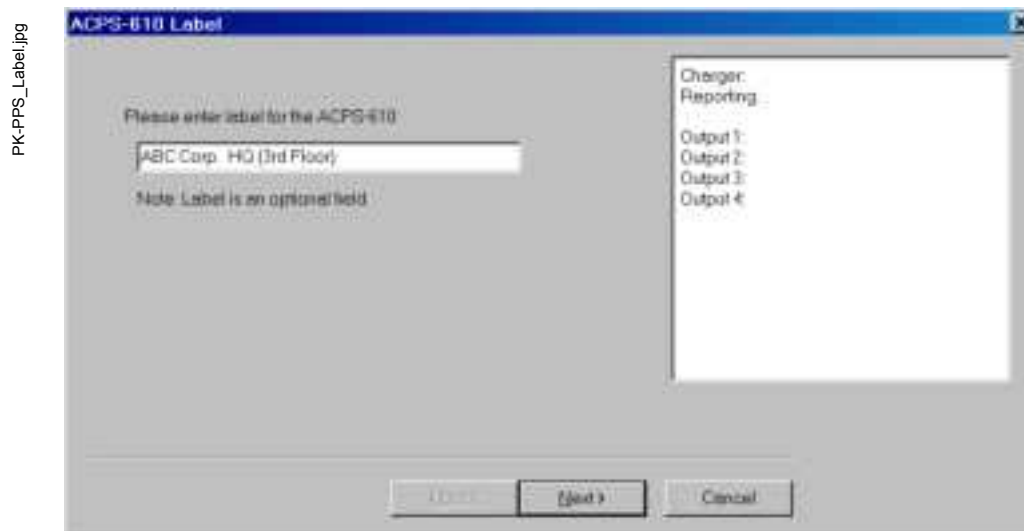 PK-PPS_Label.jpg
ACPS-610 Label
Please enter label for the ACPS-610
ABC Corp. HQ (3rd Floor)
Note: Label is an optional field
Charger:
Reporting:
Output 1:
Output 2:
Output 3:
Output 4:
Next >
Cancel